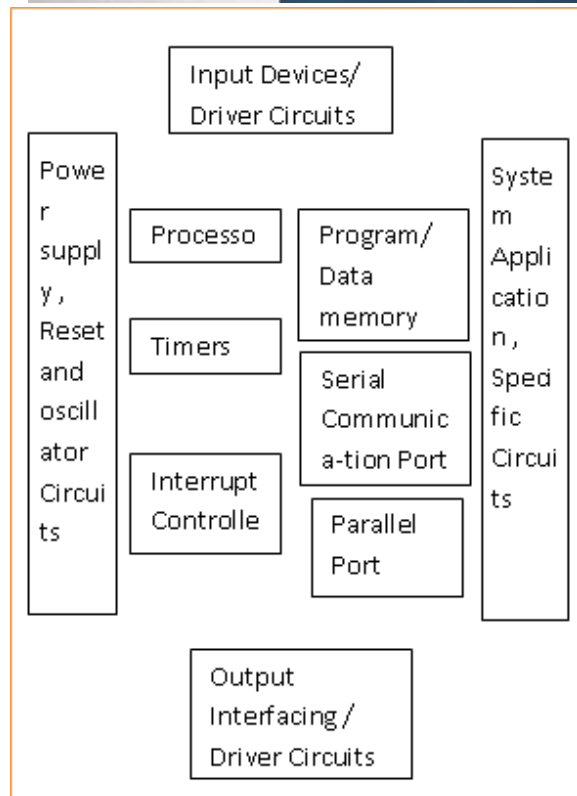 Input Devices/
Driver Circuits
Powe
r
suppl
y,
Reset
and
oscill
ator
Circui
ts
Processo
Timers
Interrupt
Controlle
Program/
Data
memory
Serial
Communic
a-tion Port
Parallel
Port
Syste
m
Appli
catio
n,
Speci
fic
Circui
ts
Output
Interfacing/
Driver Circuits